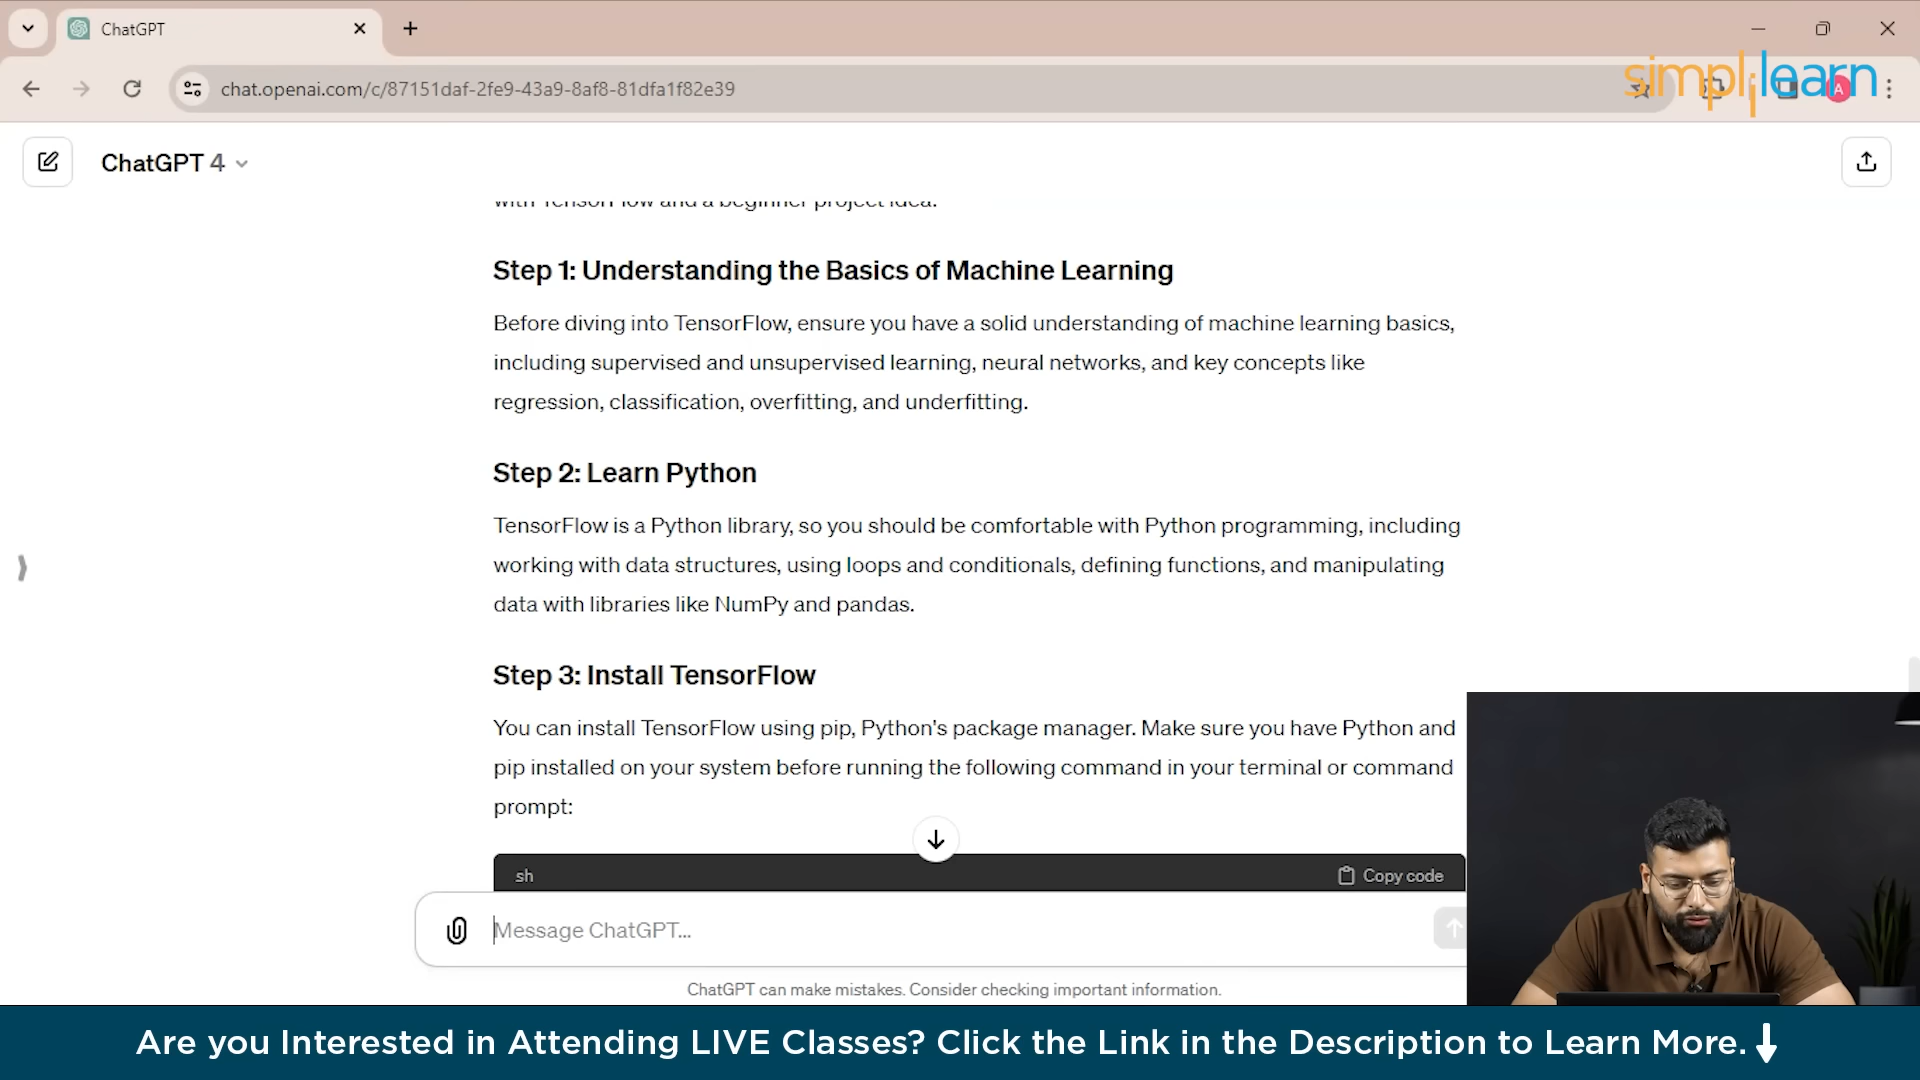 ChatGPT
chat.openai.com/c/87151daf-2fe9-43a9-8af8-81dfa1f82e39
A
simplilearn
ChatGPT 4
with TensorFlow and a beginner project idea.
Step 1: Understanding the Basics of Machine Learning
Before diving into TensorFlow, ensure you have a solid understanding of machine learning basics,
including supervised and unsupervised learning, neural networks, and key concepts like
regression, classification, overfitting, and underfitting.
Step 2: Learn Python
TensorFlow is a Python library, so you should be comfortable with Python programming, including
working with data structures, using loops and conditionals, defining functions, and manipulating
data with libraries like NumPy and pandas.
Step 3: Install TensorFlow
You can install TensorFlow using pip, Python's package manager. Make sure you have Python and
pip installed on your system before running the following command in your terminal or command
prompt:
sh
Copy code
Message ChatGPT...
ChatGPT can make mistakes. Consider checking important information.
Are you Interested in Attending LIVE Classes? Click the Link in the Description to Learn More.